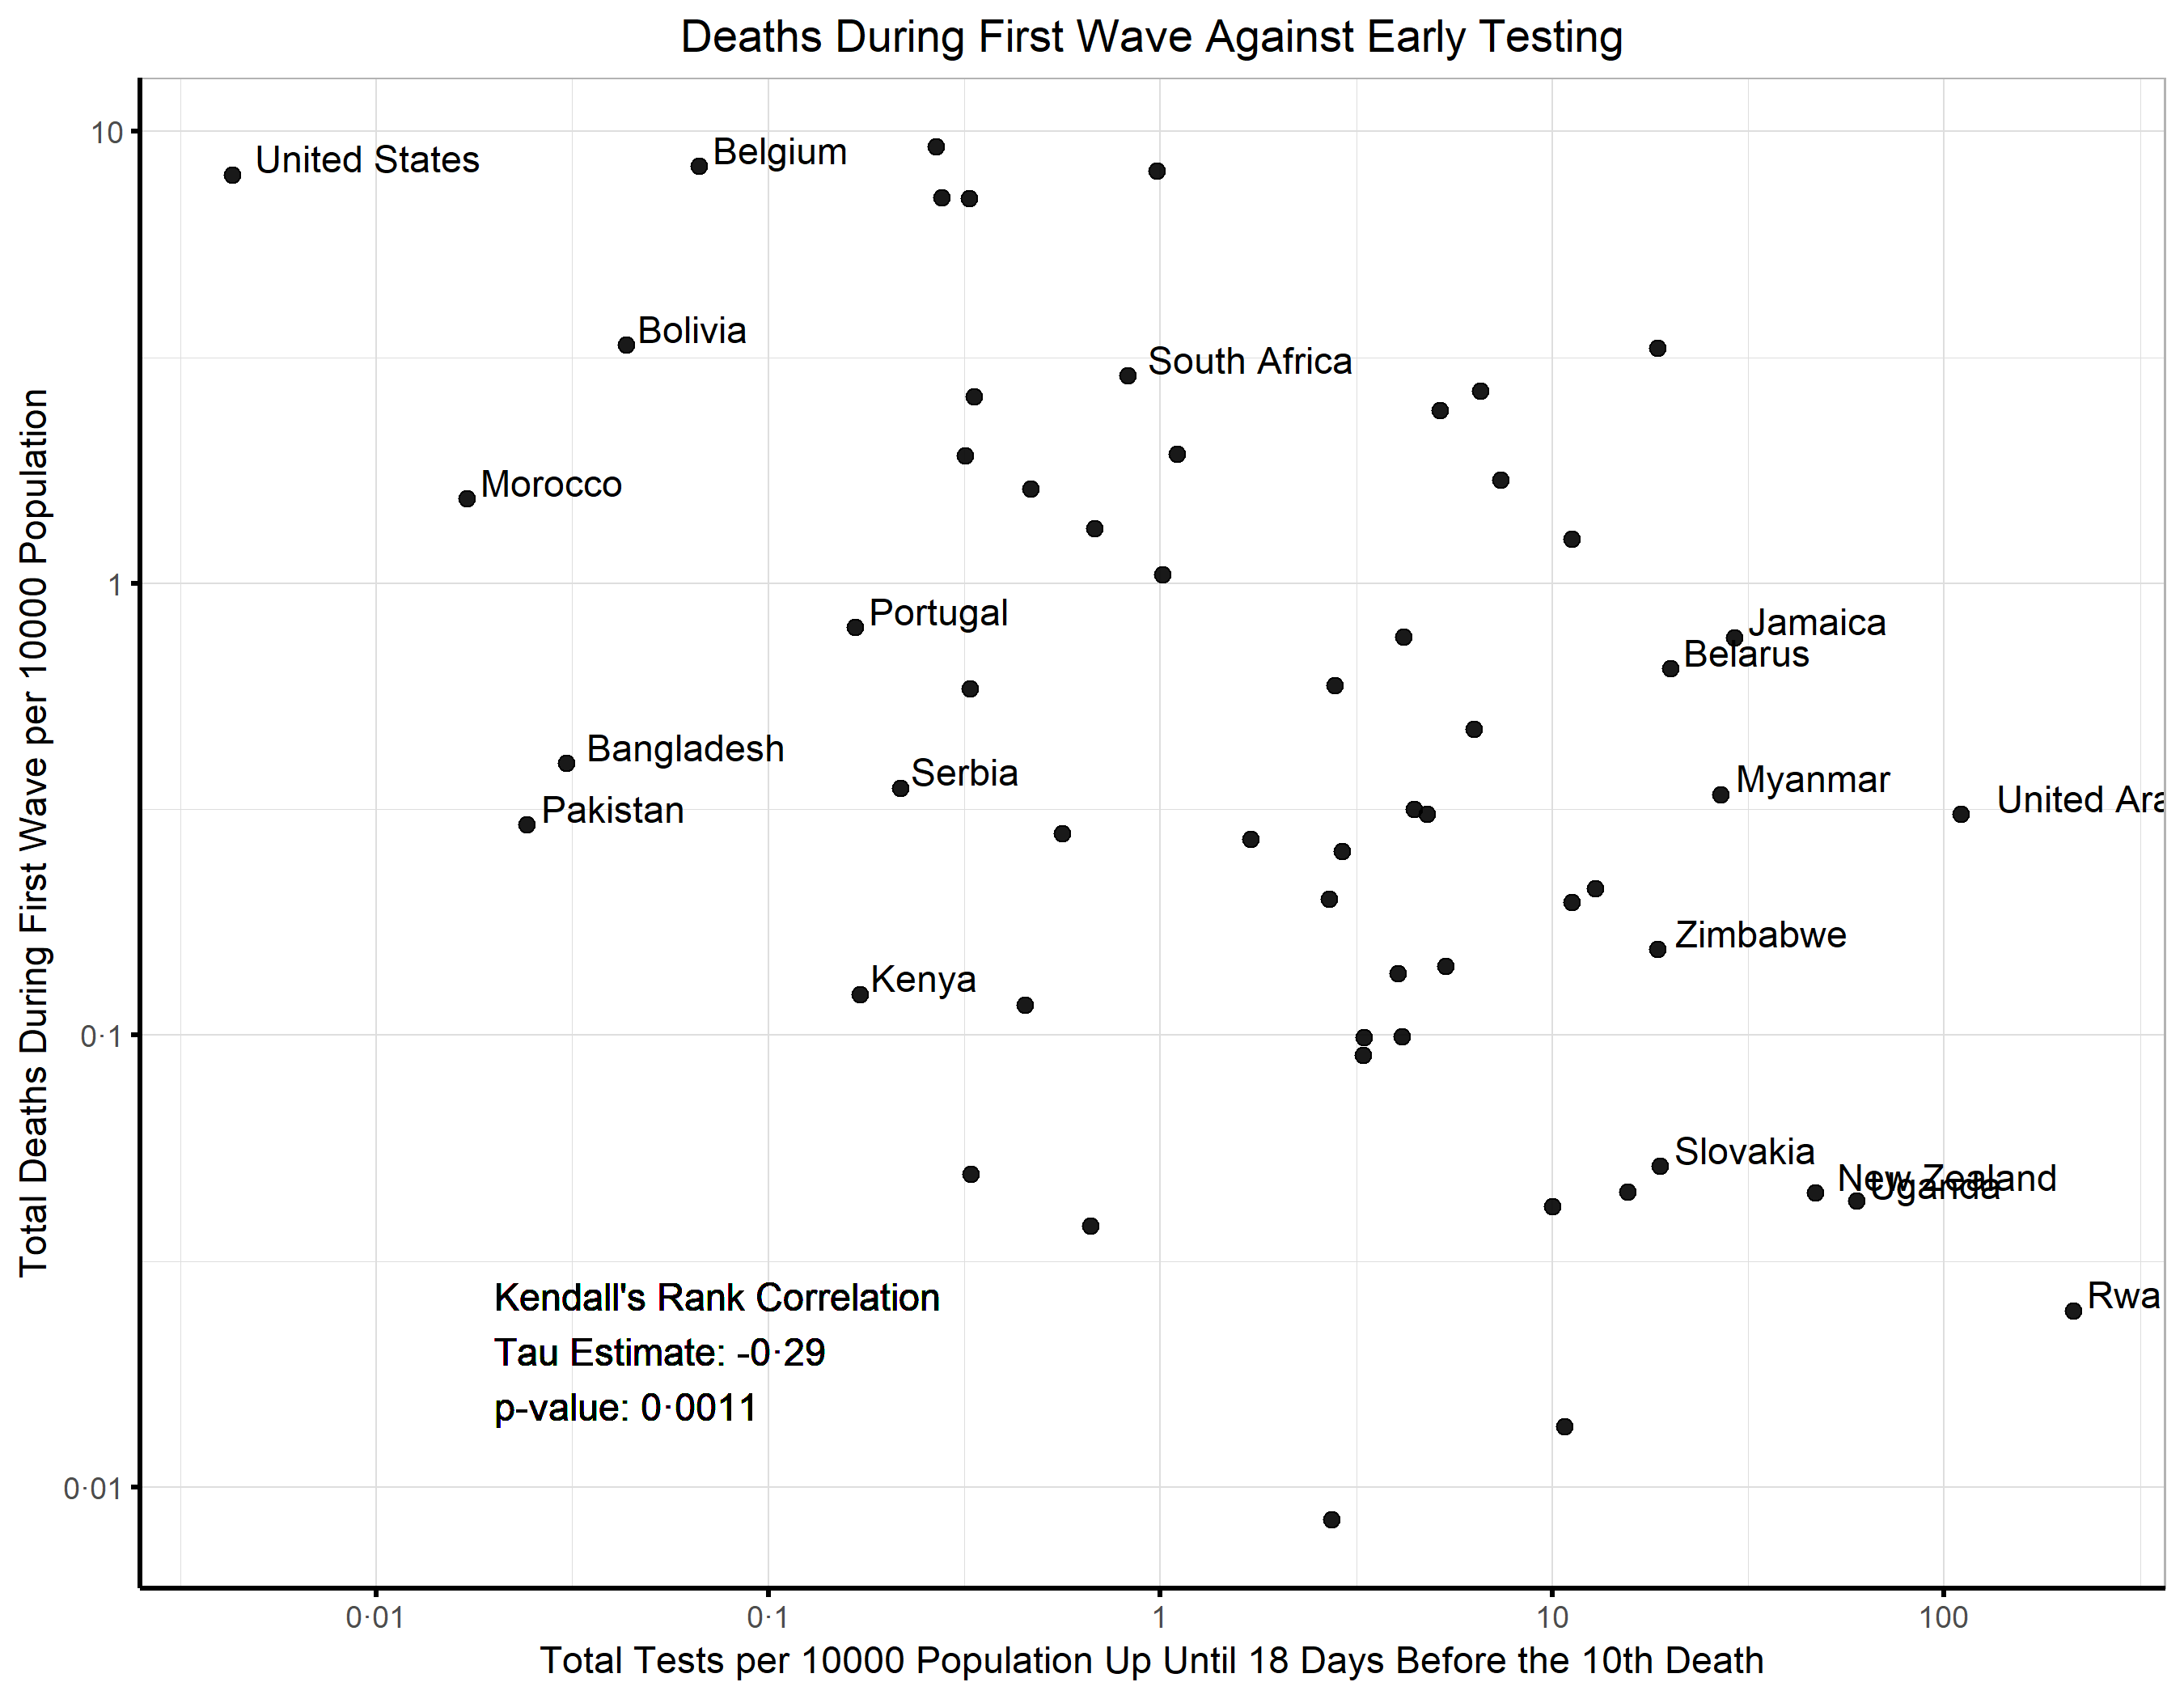 Deaths During First Wave Against Early Testing
Total Deaths During First Wave per 10000 Population
10
1
0·1
0·01
United States
Belgium
Bolivia
South Africa
Morocco
Portugal
Jamaica
Belarus
Bangladesh
Serbia
Myanmar
United Ara
Pakistan
Zimbabwe
Kenya
Slovakia
New Zealand
Uganda
Rwa
Kendall's Rank Correlation
Tau Estimate: -0·29
p-value: 0·0011
0·01 0·1 1 10 100
Total Tests per 10000 Population Up Until 18 Days Before the 10th Death